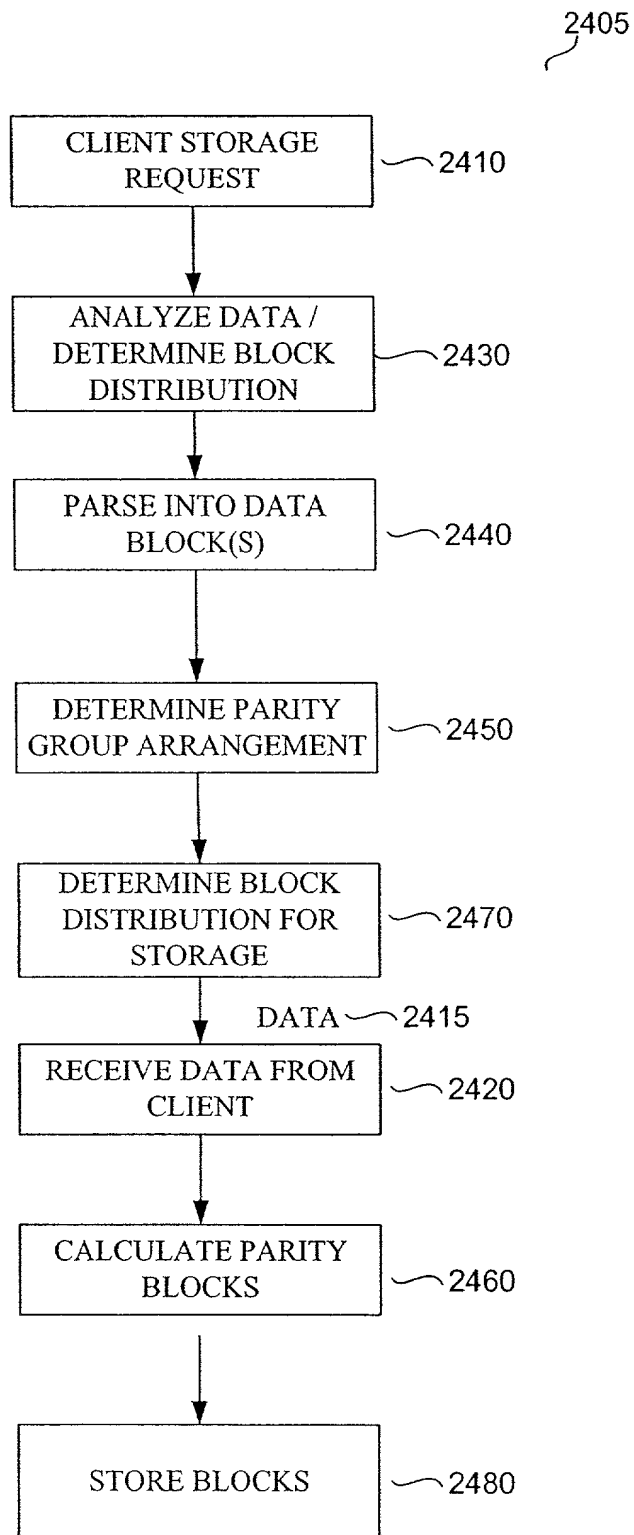 2405
CLIENT STORAGE
REQUEST
2410
ANALYZE DATA /
DETERMINE BLOCK
DISTRIBUTION
2430
PARSE INTO DATA
BLOCK(S)
2440
DETERMINE PARITY
GROUP ARRANGEMENT
2450
DETERMINE BLOCK
DISTRIBUTION FOR
STORAGE
2470
DATA 2415
RECEIVE DATA FROM
CLIENT
2420
CALCULATE PARITY
BLOCKS
2460
STORE BLOCKS
2480